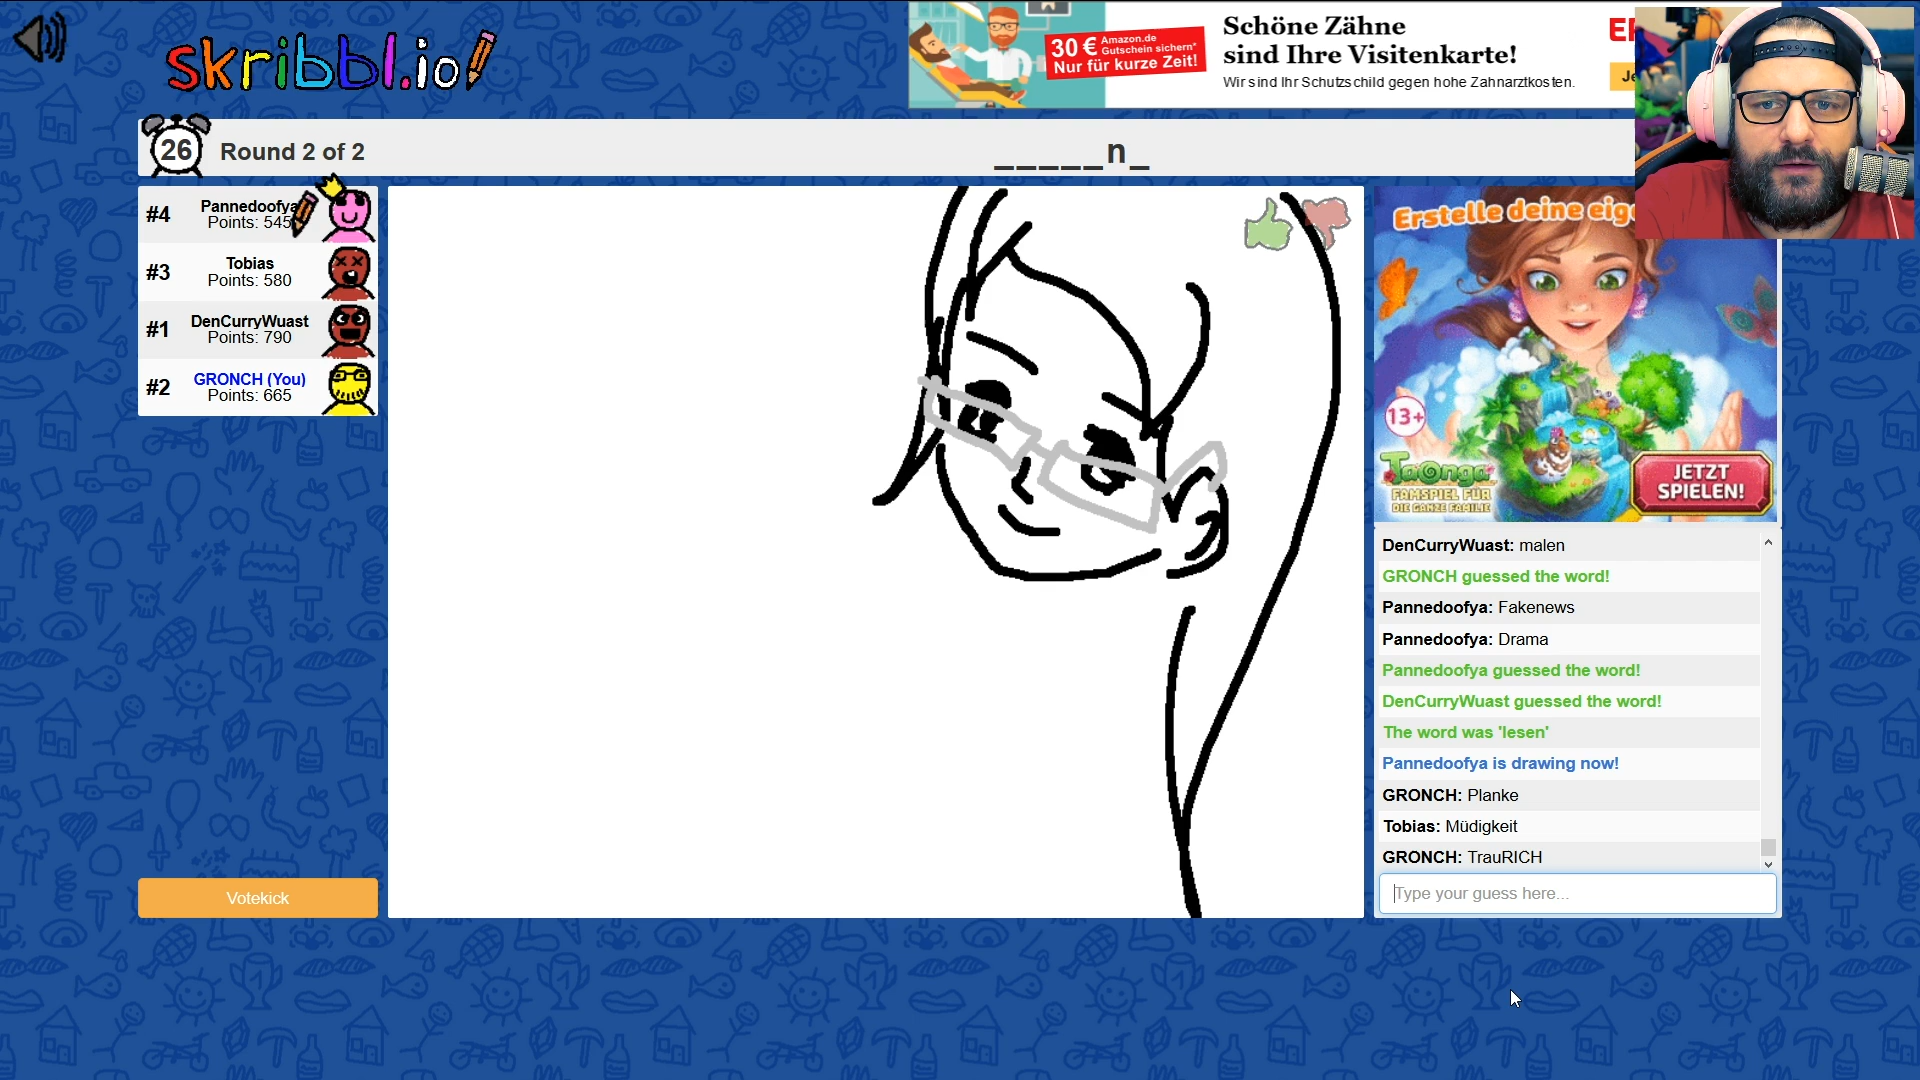 skribbl.io
30 €
Amazon.de
Gutschein sichern*
Nur für kurze Zeit!
Schöne Zähne
sind Ihre Visitenkarte!
Wir sind Ihr Schutzschild gegen hohe Zahnarztkosten.
26
Round 2 of 2
_____n_
#4
Pannedoofya
Points: 545
#3
Tobias
Points: 580
#1
DenCurryWuast
Points: 790
#2
GRONCH (You)
Points: 665
Votekick
Erstelle deine eig
13+
Taonga
FARMSPIEL FÜR
DIE GANZE FAMILIE
JETZT
SPIELEN!
DenCurryWuast: malen
GRONCH guessed the word!
Pannedoofya: Fakenews
Pannedoofya: Drama
Pannedoofya guessed the word!
DenCurryWuast guessed the word!
The word was 'lesen'
Pannedoofya is drawing now!
GRONCH: Planke
Tobias: Müdigkeit
GRONCH: TrauRICH
Type your guess here...